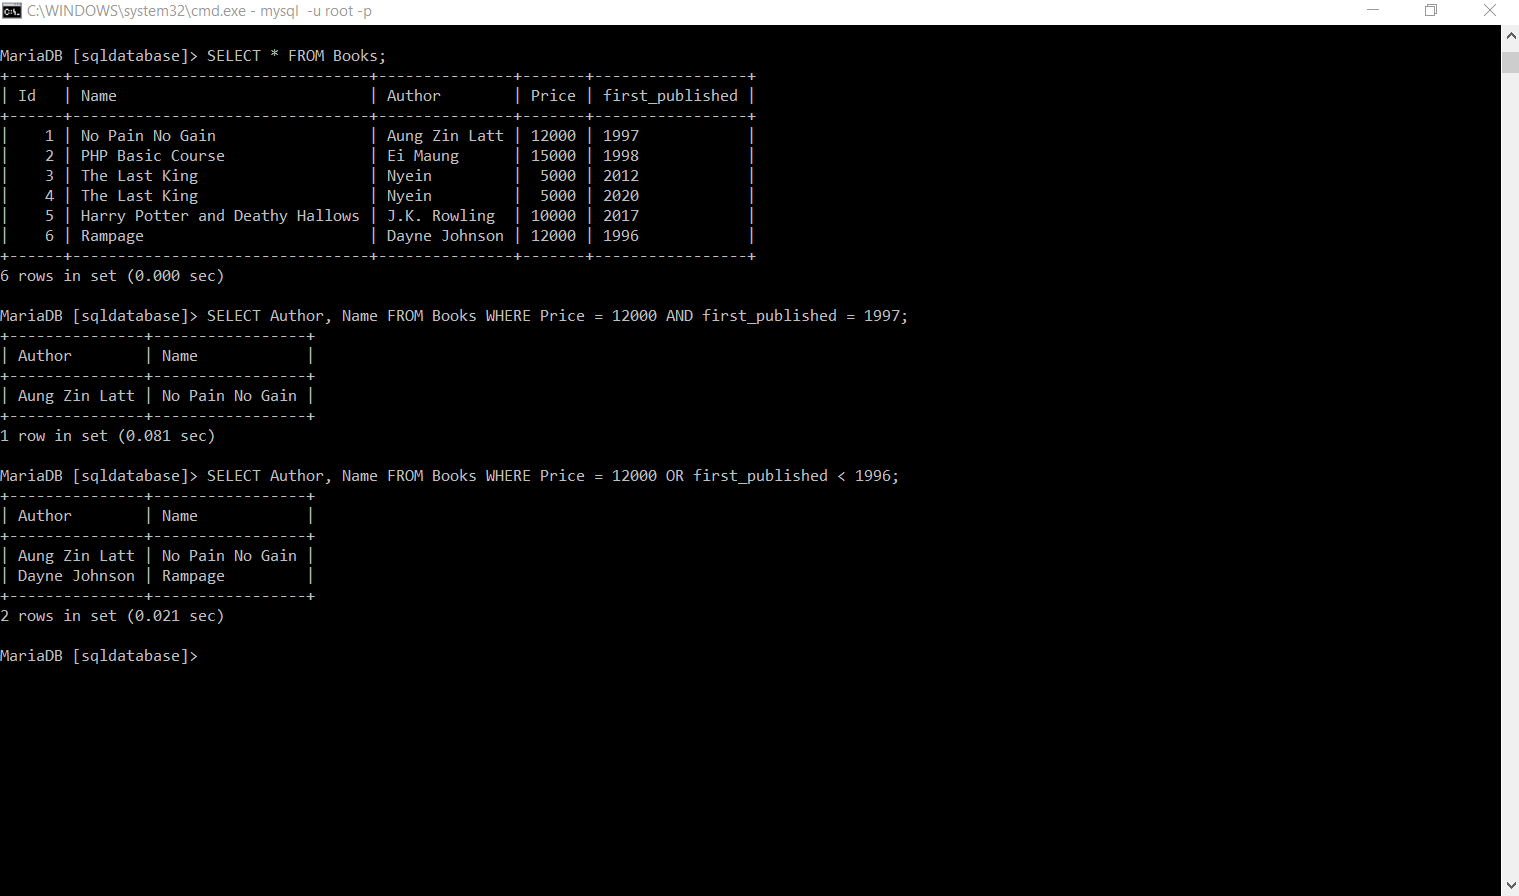 C:\WINDOWS\system32\cmd.exe - mysql  -u root -p
MariaDB [sqldatabase]> SELECT * FROM Books;
+------+---------------------------------+---------------+-------+-----------------+
| Id   | Name                            | Author        | Price | first_published |
+------+---------------------------------+---------------+-------+-----------------+
|    1 | No Pain No Gain                 | Aung Zin Latt | 12000 | 1997            |
|    2 | PHP Basic Course                | Ei Maung      | 15000 | 1998            |
|    3 | The Last King                   | Nyein         |  5000 | 2012            |
|    4 | The Last King                   | Nyein         |  5000 | 2020            |
|    5 | Harry Potter and Deathy Hallows | J.K. Rowling  | 10000 | 2017            |
|    6 | Rampage                         | Dayne Johnson | 12000 | 1996            |
+------+---------------------------------+---------------+-------+-----------------+
6 rows in set (0.000 sec)
MariaDB [sqldatabase]> SELECT Author, Name FROM Books WHERE Price = 12000 AND first_published = 1997;
+---------------+-----------------+
| Author        | Name            |
+---------------+-----------------+
| Aung Zin Latt | No Pain No Gain |
+---------------+-----------------+
1 row in set (0.081 sec)
MariaDB [sqldatabase]> SELECT Author, Name FROM Books WHERE Price = 12000 OR first_published < 1996;
+---------------+-----------------+
| Author        | Name            |
+---------------+-----------------+
| Aung Zin Latt | No Pain No Gain |
| Dayne Johnson | Rampage         |
+---------------+-----------------+
2 rows in set (0.021 sec)
MariaDB [sqldatabase]>